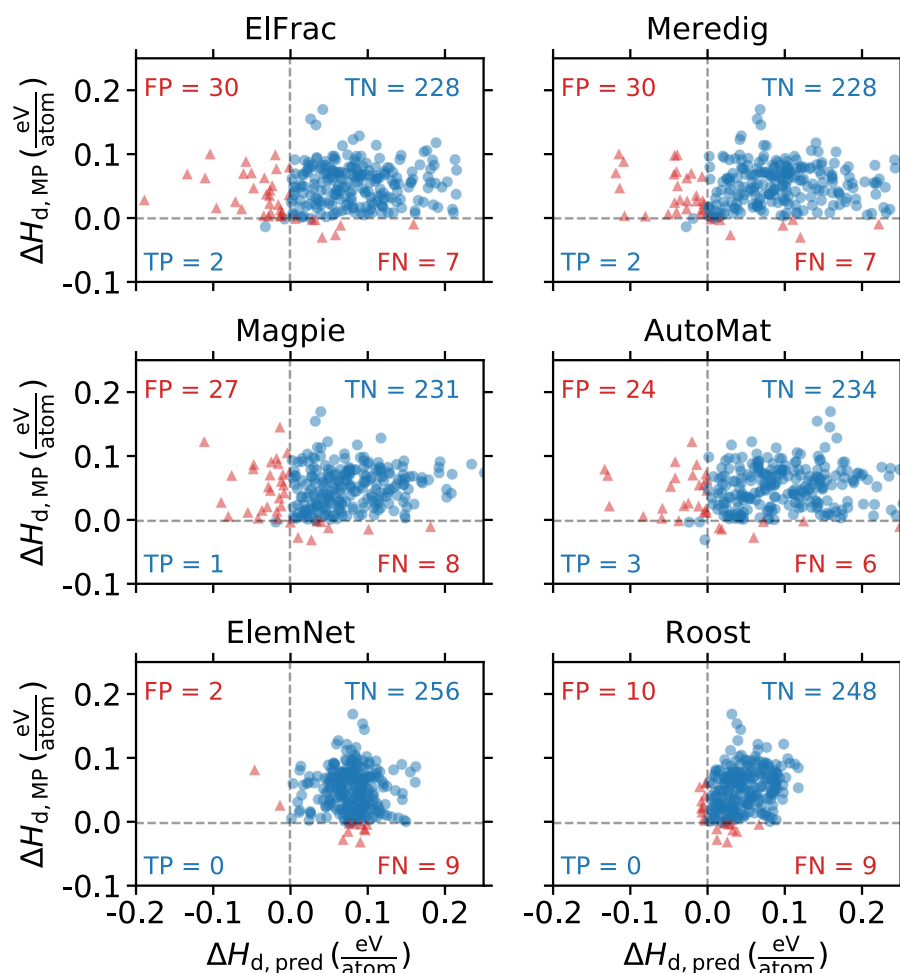 ElFrac
Meredig
0.2
0.1
0.0
-0.1
ΔH_d, MP (eV/atom)
FP = 30
TN = 228
TP = 2
FN = 7
FP = 30
TN = 228
TP = 2
FN = 7
Magpie
AutoMat
0.2
0.1
0.0
-0.1
ΔH_d, MP (eV/atom)
FP = 27
TN = 231
TP = 1
FN = 8
FP = 24
TN = 234
TP = 3
FN = 6
ElemNet
Roost
0.2
0.1
0.0
-0.1
ΔH_d, MP (eV/atom)
FP = 2
TN = 256
TP = 0
FN = 9
FP = 10
TN = 248
TP = 0
FN = 9
-0.2 -0.1 0.0 0.1 0.2
-0.2 -0.1 0.0 0.1 0.2
ΔH_d, pred (eV/atom)
ΔH_d, pred (eV/atom)